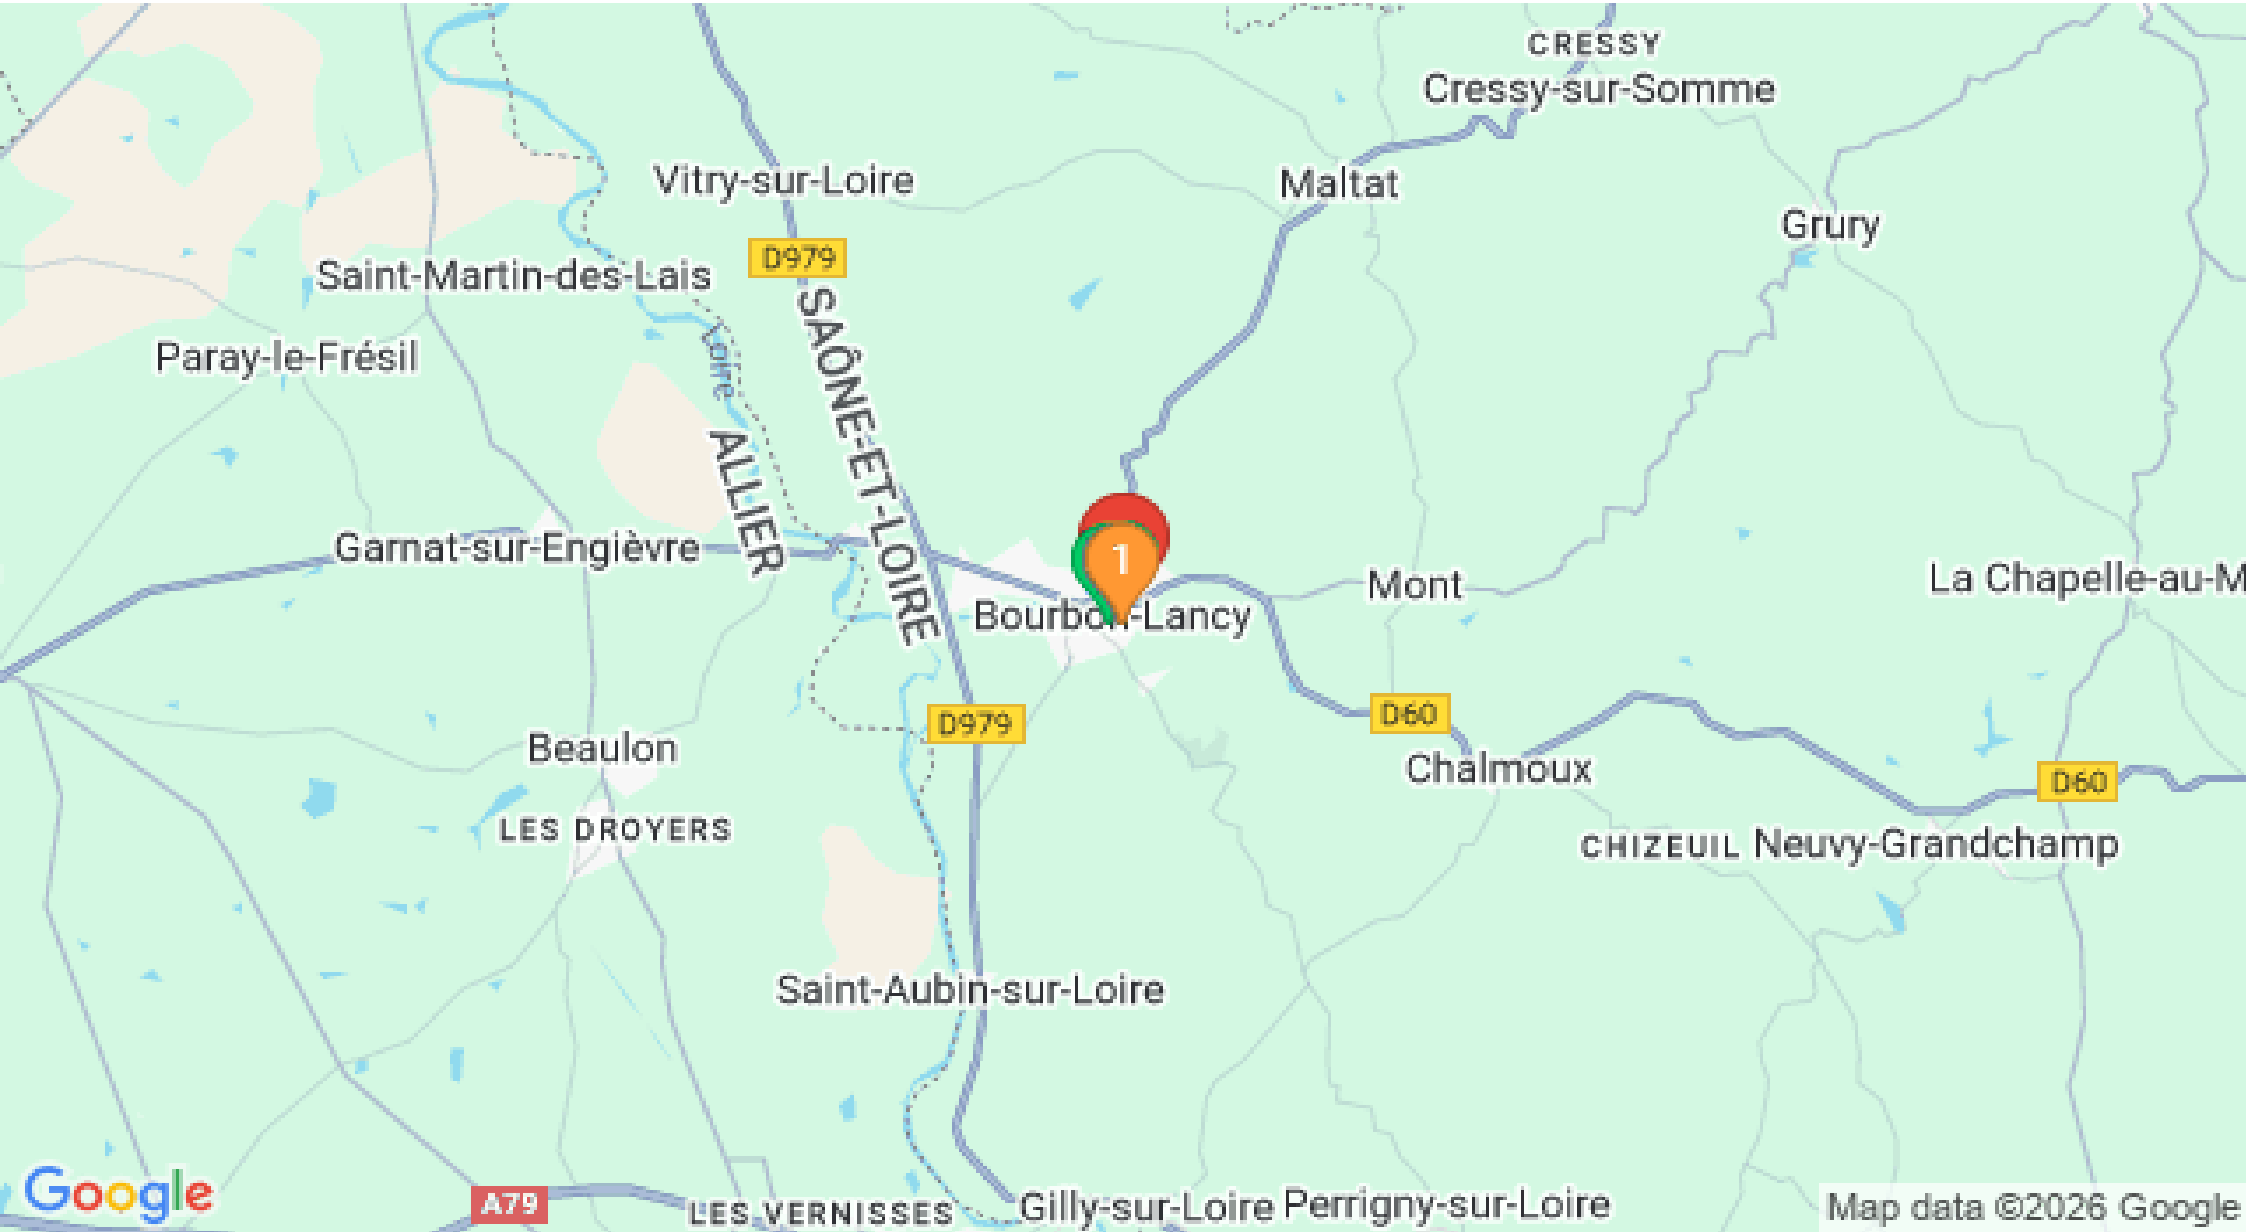 CRESSY
Cressy-sur-Somme
Vitry-sur-Loire
Maltat
Grury
D979
Saint-Martin-des-Lais
SAÔNE-ET-LOIRE
Loire
Paray-le-Frésil
ALLIER
Garnat-sur-Engièvre
1
Mont
La Chapelle-au-M
Bourbon-Lancy
D979
D60
Beaulon
Chalmoux
D60
LES DROYERS
CHIZEUIL
Neuvy-Grandchamp
Saint-Aubin-sur-Loire
Google
A79
LES VERNISSES
Gilly-sur-Loire
Perrigny-sur-Loire
Map data ©2026 Google